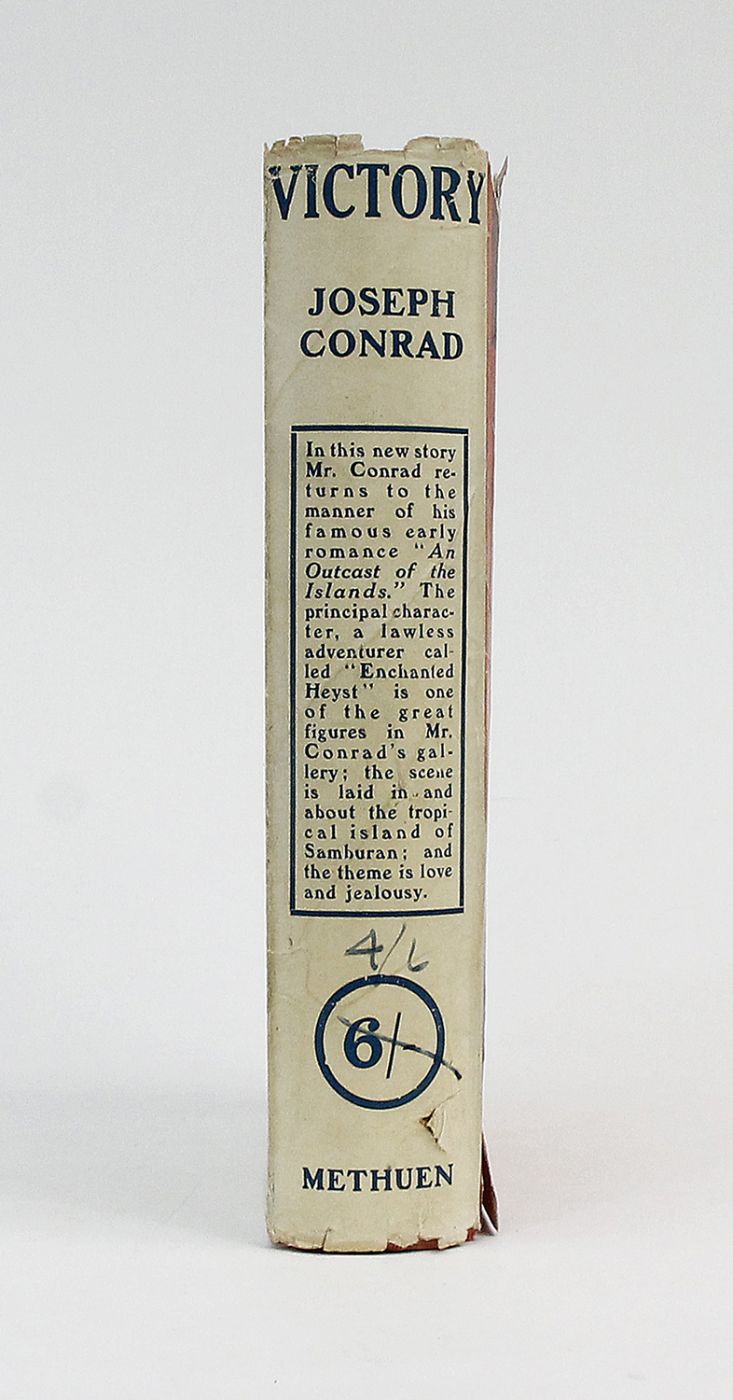 VICTORY
JOSEPH
CONRAD
In this new story
Mr. Conrad re-
turns to the
manner of his
famous early
romance "An
Outcast of the
Islands." The
principal charac-
ter, a lawless
adventurer cal-
led "Enchanted
Heyst" is one
of the great
figures in Mr.
Conrad's gal-
lery; the scene
is laid in and
about the tropi-
cal island of
Samburan; and
the theme is love
and jealousy.
4/6
6/-
METHUEN